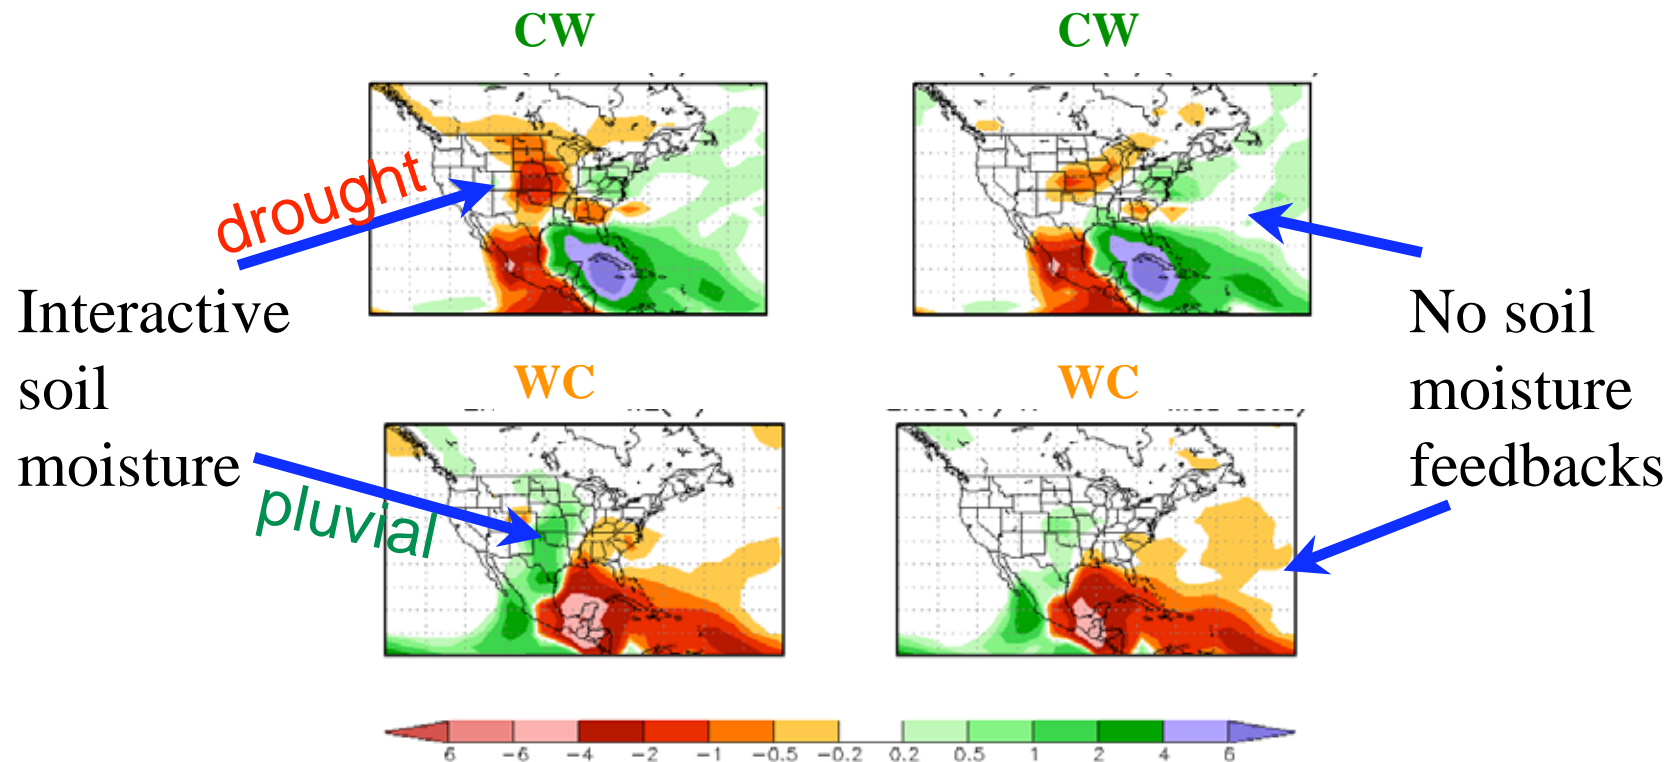 CW
CW
drought
Interactive
soil
moisture
No soil
moisture
feedbacks
WC
WC
pluvial
6 −6 −4 −2 −1 −0.5 −0.2 0.2 0.5 1 2 4 6